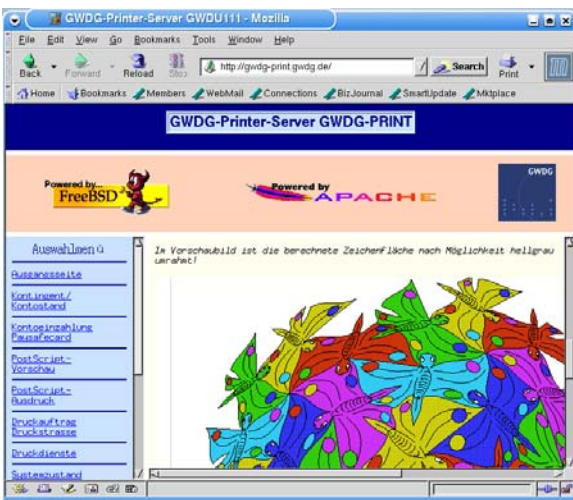 GWDG-Printer-Server GWDU111 - Mozilla
File Edit View Go Bookmarks Tools Window Help
Back Forward Reload Stop http://gwdg-print.gwdg.de/ Search Print
Home Bookmarks Members WebMail Connections BizJournal SmartUpdate Mktplace
GWDG-Printer-Server GWDG-PRINT
Powered by...
FreeBSD
Powered by
APACHE
GWDG
Auswahlmenü
Ausgangsseite
Kontingent/
Kontostand
Kontoeinzahlung
Pausafecard
PostScript-
Vorschau
PostScript-
Ausdruck
Druckauftrag
Druckstrasse
Druckdienste
Systemzustand
Im Vorschaubild ist die berechnete Zeichenfläche nach Möglichkeit hellgrau
umrahmt!